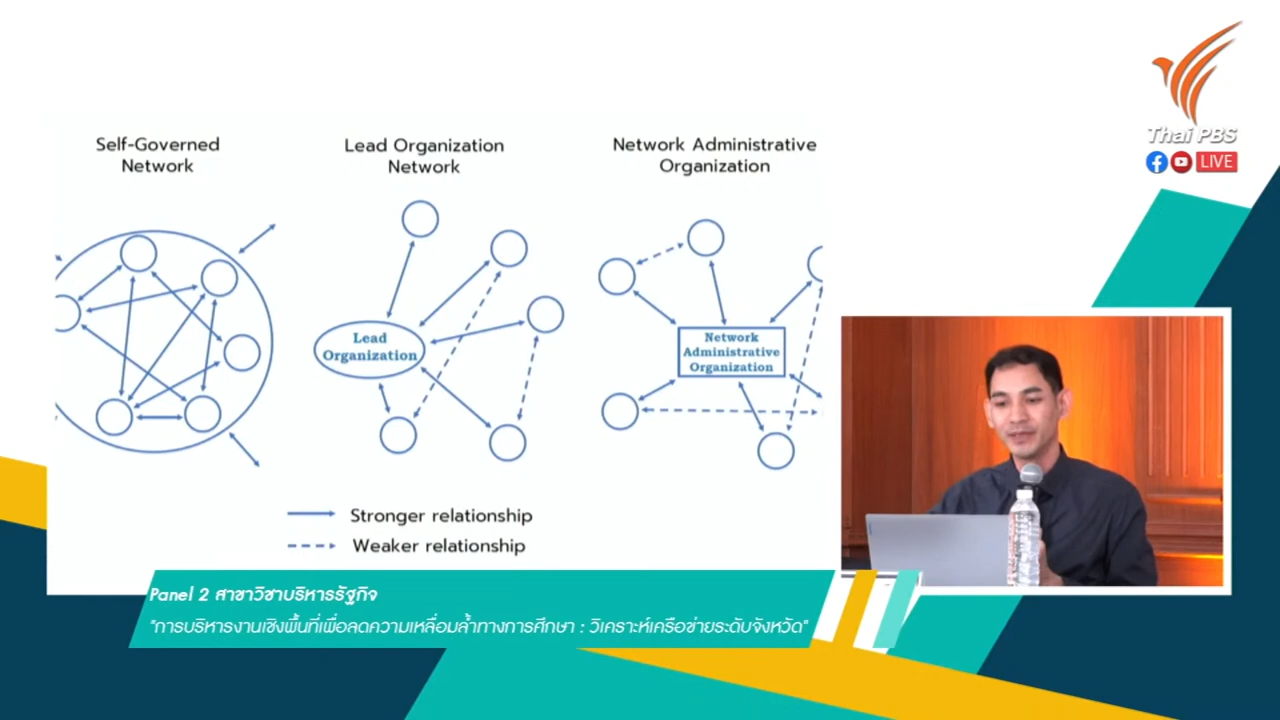 Self-Governed
Network
Lead Organization
Network
Network Administrative
Organization
Lead
Organization
Network
Administrative
Organization
Stronger relationship
Weaker relationship
Thai PBS
LIVE
Panel 2 สาขาวิชาบริหารรัฐกิจ
"การบริหารงานเชิงพื้นที่เพื่อลดความเหลื่อมล้ำทางการศึกษา : วิเคราะห์เครือข่ายระดับจังหวัด"